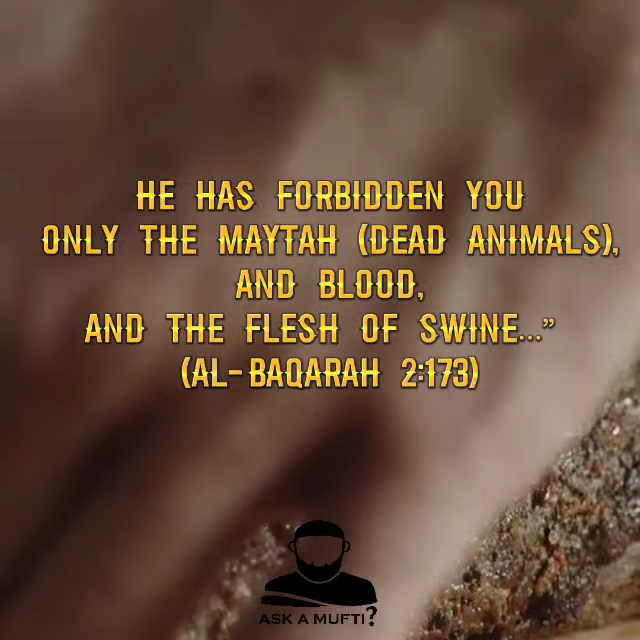 HE HAS FORBIDDEN YOU
ONLY THE MAYTAH (DEAD ANIMALS),
AND BLOOD,
AND THE FLESH OF SWINE..."
(AL-BAQARAH 2:173)
ASK A MUFTI?